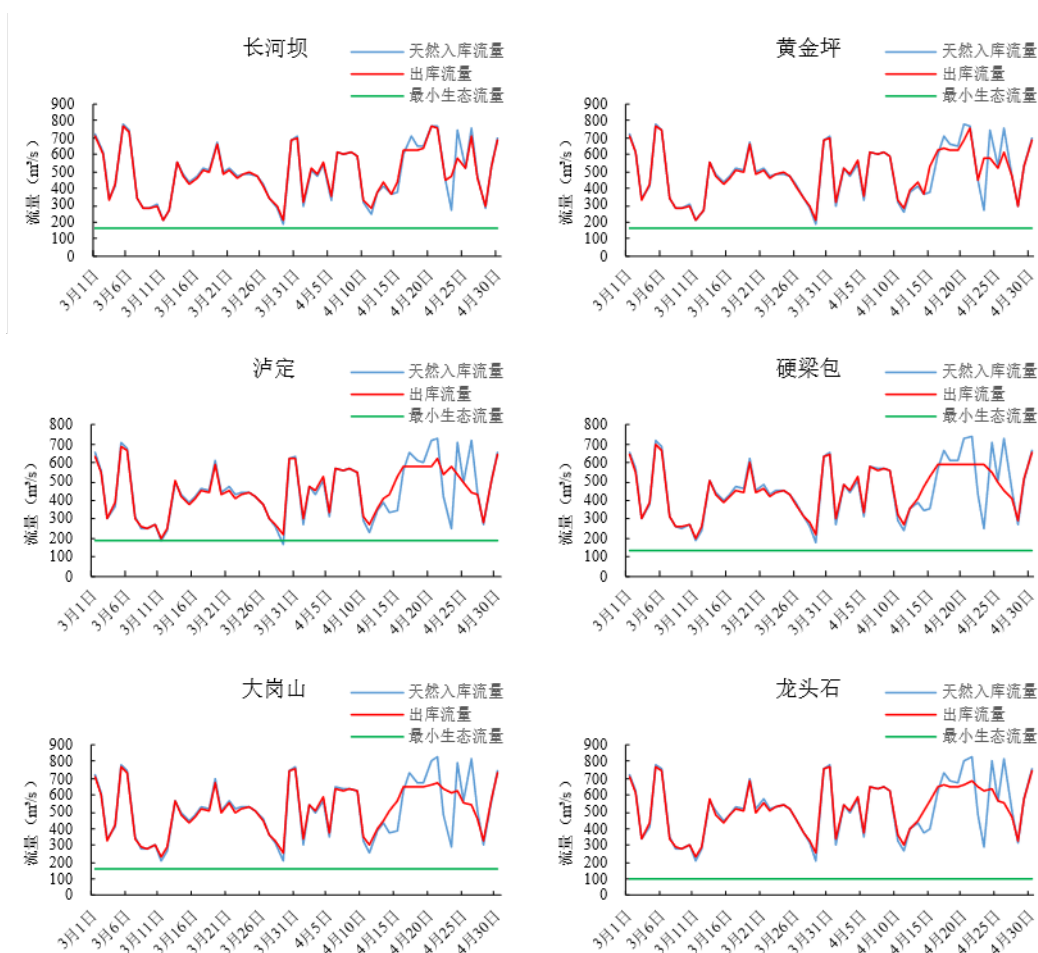 长河坝
天然入库流量
出库流量
最小生态流量
流量（m³/s）
900
800
700
600
500
400
300
200
100
0
3月1日
3月6日
3月11日
3月16日
3月21日
3月26日
3月31日
4月5日
4月10日
4月15日
4月20日
4月25日
4月30日
黄金坪
天然入库流量
出库流量
最小生态流量
流量（m³/s）
900
800
700
600
500
400
300
200
100
0
3月1日
3月6日
3月11日
3月16日
3月21日
3月26日
3月31日
4月5日
4月10日
4月15日
4月20日
4月25日
4月30日
泸定
天然入库流量
出库流量
最小生态流量
流量（m³/s）
800
700
600
500
400
300
200
100
0
3月1日
3月6日
3月11日
3月16日
3月21日
3月26日
3月31日
4月5日
4月10日
4月15日
4月20日
4月25日
4月30日
硬梁包
天然入库流量
出库流量
最小生态流量
流量（m³/s）
800
700
600
500
400
300
200
100
0
3月1日
3月6日
3月11日
3月16日
3月21日
3月26日
3月31日
4月5日
4月10日
4月15日
4月20日
4月25日
4月30日
大岗山
天然入库流量
出库流量
最小生态流量
流量（m³/s）
900
800
700
600
500
400
300
200
100
0
3月1日
3月6日
3月11日
3月16日
3月21日
3月26日
3月31日
4月5日
4月10日
4月15日
4月20日
4月25日
4月30日
龙头石
天然入库流量
出库流量
最小生态流量
流量（m³/s）
900
800
700
600
500
400
300
200
100
0
3月1日
3月6日
3月11日
3月16日
3月21日
3月26日
3月31日
4月5日
4月10日
4月15日
4月20日
4月25日
4月30日